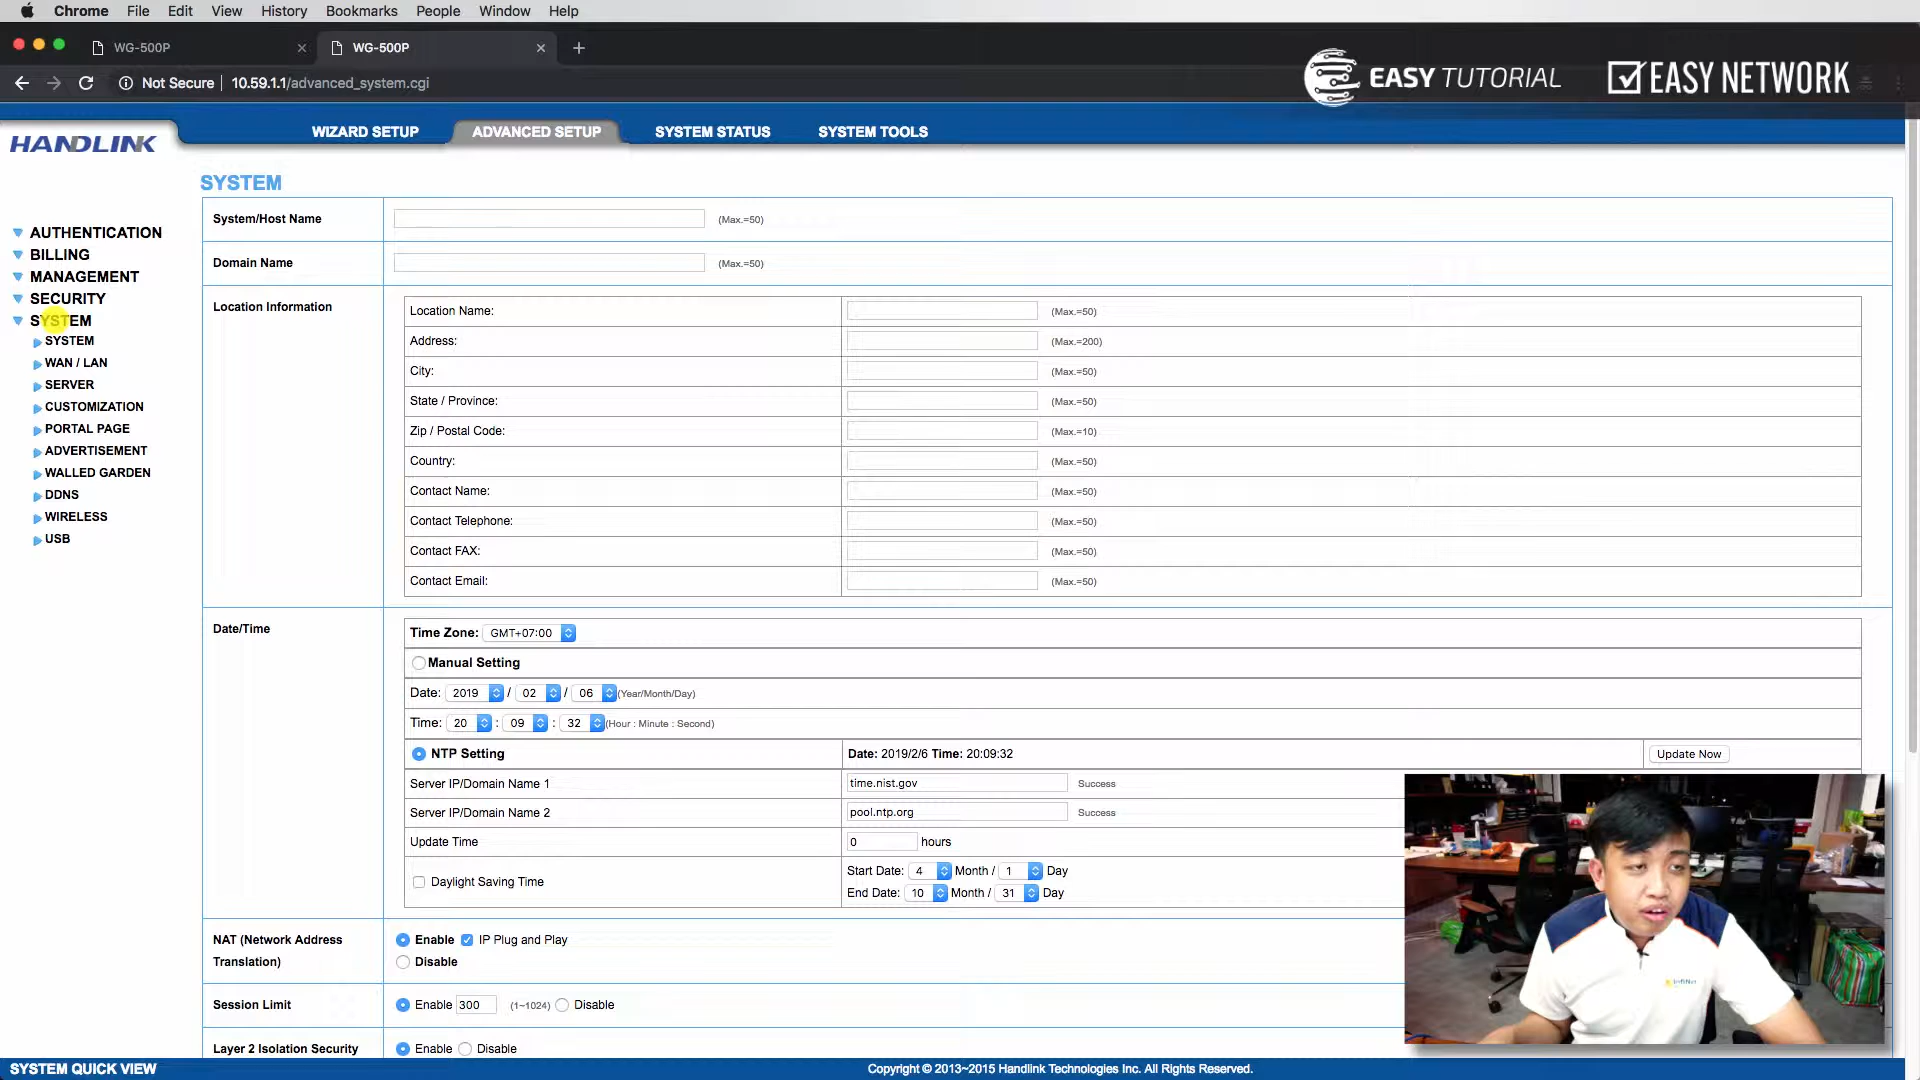 Chrome File Edit View History Bookmarks People Window Help
WG-500P
WG-500P
Not Secure 10.59.1.1/advanced_system.cgi
EASY TUTORIAL
EASY NETWORK
HANDLINK
WIZARD SETUP
ADVANCED SETUP
SYSTEM STATUS
SYSTEM TOOLS
AUTHENTICATION
BILLING
MANAGEMENT
SECURITY
SYSTEM
SYSTEM
WAN / LAN
SERVER
CUSTOMIZATION
PORTAL PAGE
ADVERTISEMENT
WALLED GARDEN
DDNS
WIRELESS
USB
SYSTEM
System/Host Name (Max.=50)
Domain Name (Max.=50)
Location Information
Location Name: (Max.=50)
Address: (Max.=200)
City: (Max.=50)
State / Province: (Max.=50)
Zip / Postal Code: (Max.=10)
Country: (Max.=50)
Contact Name: (Max.=50)
Contact Telephone: (Max.=50)
Contact FAX: (Max.=50)
Contact Email: (Max.=50)
Date/Time
Time Zone: GMT+07:00
Manual Setting
Date: 2019 / 02 / 06 (Year/Month/Day)
Time: 20 : 09 : 32 (Hour : Minute : Second)
NTP Setting Date: 2019/2/6 Time: 20:09:32 Update Now
Server IP/Domain Name 1 time.nist.gov Success
Server IP/Domain Name 2 pool.ntp.org Success
Update Time 0 hours
Daylight Saving Time
Start Date: 4 Month / 1 Day
End Date: 10 Month / 31 Day
NAT (Network Address
Translation)
Enable IP Plug and Play
Disable
Session Limit Enable 300 (1~1024) Disable
Layer 2 Isolation Security Enable Disable
SYSTEM QUICK VIEW
Copyright © 2013~2015 Handlink Technologies Inc. All Rights Reserved.